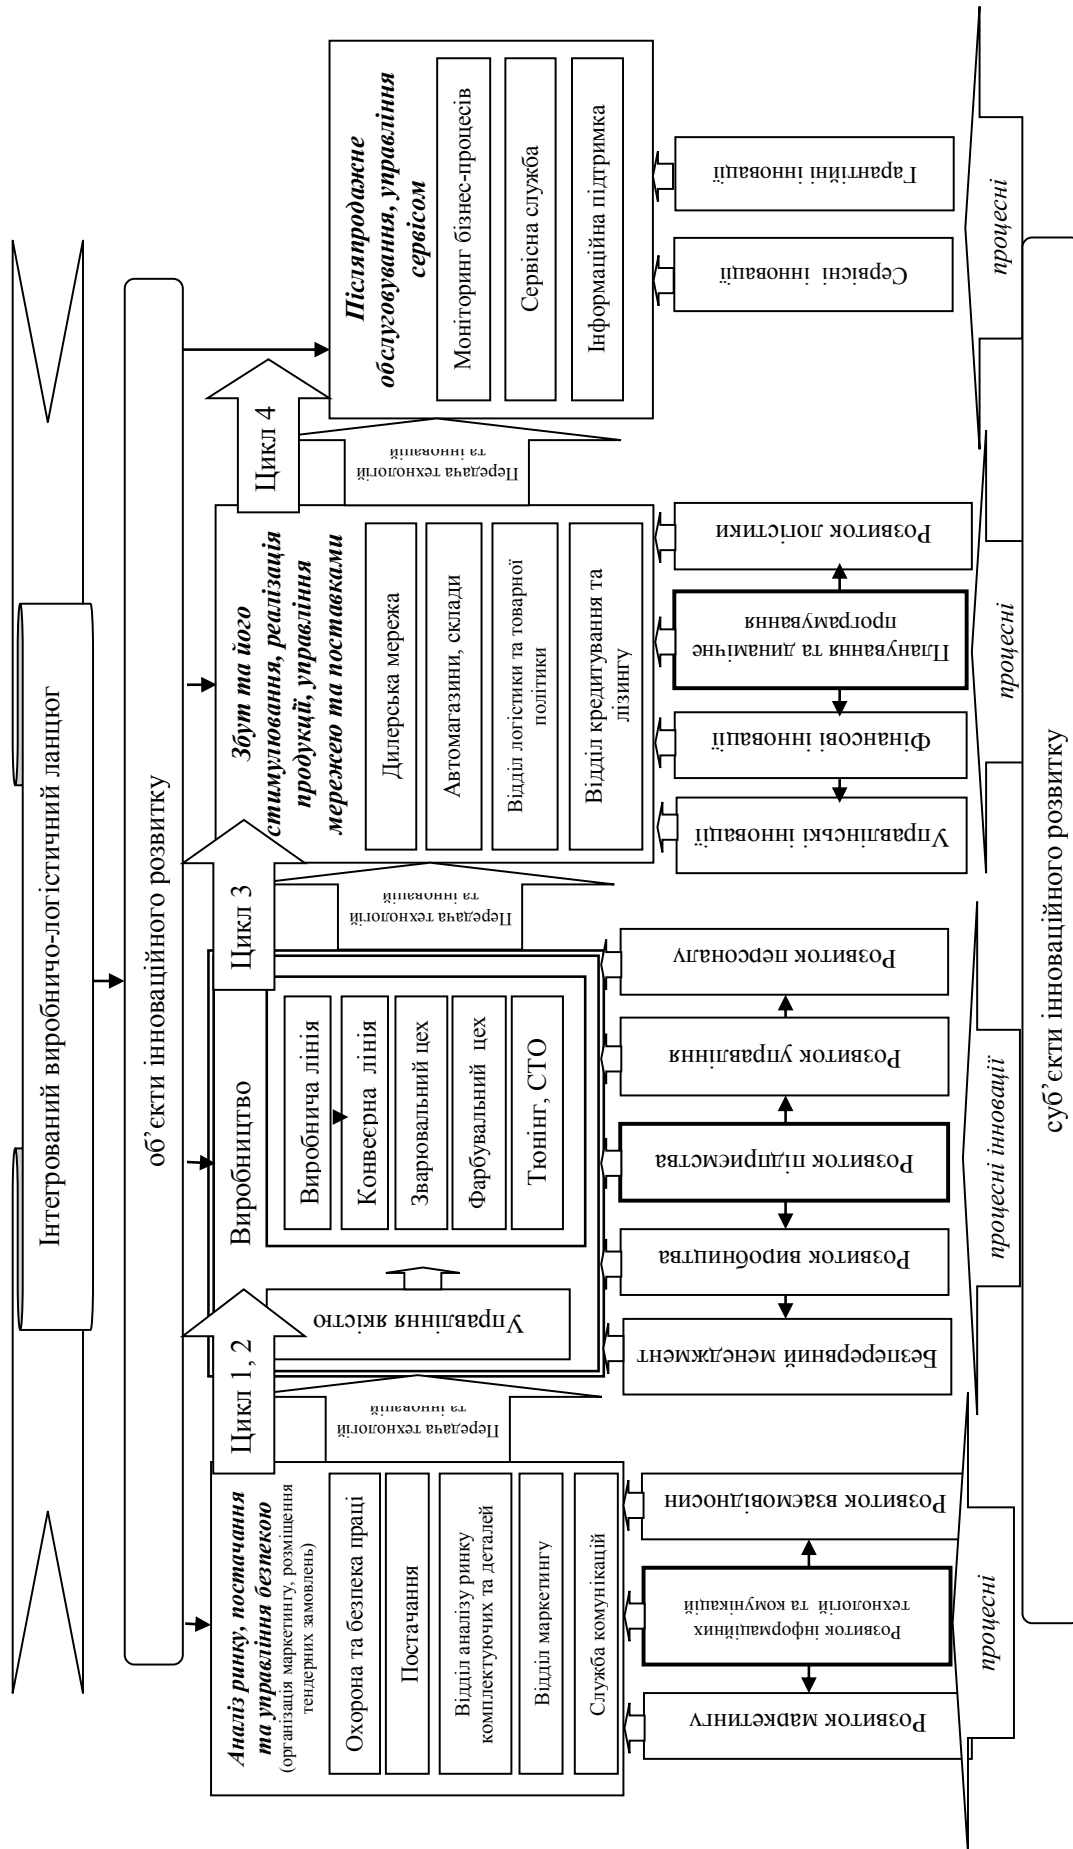 Інтегрований виробничо-логістичний ланцюг
об’єкти інноваційного розвитку
Аналіз ринку, постачання
та управління безпекою
(організація маркетингу, розміщення
тендерних замовлень)
Охорона та безпека праці
Постачання
Відділ аналізу ринку
комплектуючих та деталей
Відділ маркетингу
Служба комунікацій
Цикл 1, 2
Передача технологій
та інновацій
Виробництво
Управління якістю
Виробнича лінія
Конвеєрна лінія
Зварювальний цех
Фарбувальний цех
Тюнінг, СТО
Цикл 3
Передача технологій
та інновацій
Збут та його
стимулювання, реалізація
продукції, управління
мережею та поставками
Дилерська мережа
Автомагазини, склади
Відділ логістики та товарної
політики
Відділ кредитування та
лізингу
Цикл 4
Передача технологій
та інновацій
Післяпродажне
обслуговування, управління
сервісом
Моніторинг бізнес-процесів
Сервісна служба
Інформаційна підтримка
Розвиток маркетингу
Розвиток інформаційних
технологій та комунікацій
Розвиток взаємовідносин
Безперервний менеджмент
Розвиток виробництва
Розвиток підприємства
Розвиток управління
Розвиток персоналу
Управлінські інновації
Фінансові інновації
Планування та динамічне
програмування
Розвиток логістики
Сервісні інновації
Гарантійні інновації
процесні
процесні інновації
процесні
процесні
суб’єкти інноваційного розвитку